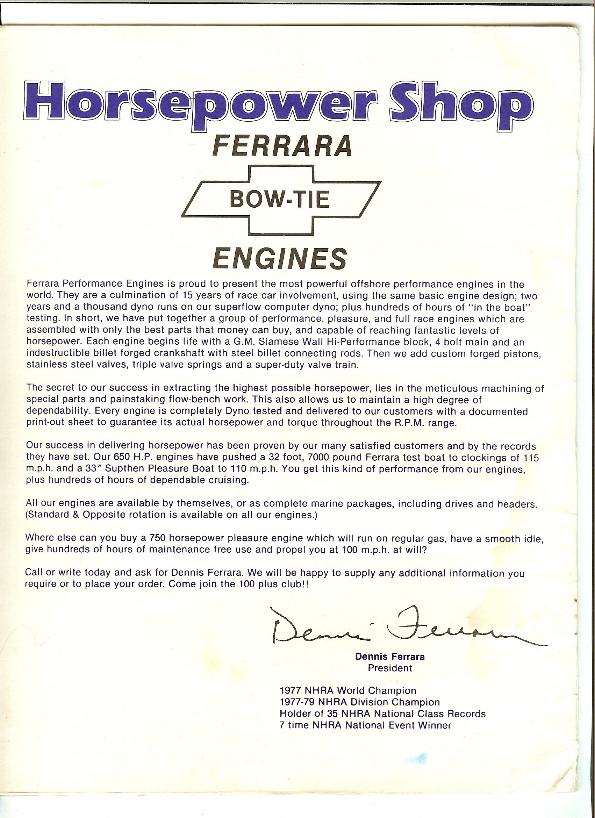 Horsepower Shop
FERRARA
BOW-TIE
ENGINES
Ferrara Performance Engines is proud to present the most powerful offshore performance engines in the
world. They are a culmination of 15 years of race car involvement, using the same basic engine design; two
years and a thousand dyno runs on our superflow computer dyno; plus hundreds of hours of "in the boat"
testing. In short, we have put together a group of performance, pleasure, and full race engines which are
assembled with only the best parts that money can buy, and capable of reaching fantastic levels of
horsepower. Each engine begins life with a G.M. Siamese Wall Hi-Performance block, 4 bolt main and an
indestructible billet forged crankshaft with steel billet connecting rods. Then we add custom forged pistons,
stainless steel valves, triple valve springs and a super-duty valve train.
The secret to our success in extracting the highest possible horsepower, lies in the meticulous machining of
special parts and painstaking flow-bench work. This also allows us to maintain a high degree of
dependability. Every engine is completely Dyno tested and delivered to our customers with a documented
print-out sheet to guarantee its actual horsepower and torque throughout the R.P.M. range.
Our success in delivering horsepower has been proven by our many satisfied customers and by the records
they have set. Our 650 H.P. engines have pushed a 32 foot, 7000 pound Ferrara test boat to clockings of 115
m.p.h. and a 33" Supthen Pleasure Boat to 110 m.p.h. You get this kind of performance from our engines,
plus hundreds of dependable cruising.
All our engines are available by themselves, or as complete marine packages, including drives and headers.
(Standard & Opposite rotation is available on all our engines.)
Where else can you buy a 750 horsepower pleasure engine which will run on regular gas, have a smooth idle,
give hundreds of hours of maintenance free use and propel you at 100 m.p.h. at will?
Call or write today and ask for Dennis Ferrara. We will be happy to supply any additional information you
require or to place your order. Come join the 100 plus club!!
Dennis Ferrara
Dennis Ferrara
President
1977 NHRA World Champion
1977-79 NHRA Division Champion
Holder of 35 NHRA National Class Records
7 time NHRA National Event Winner